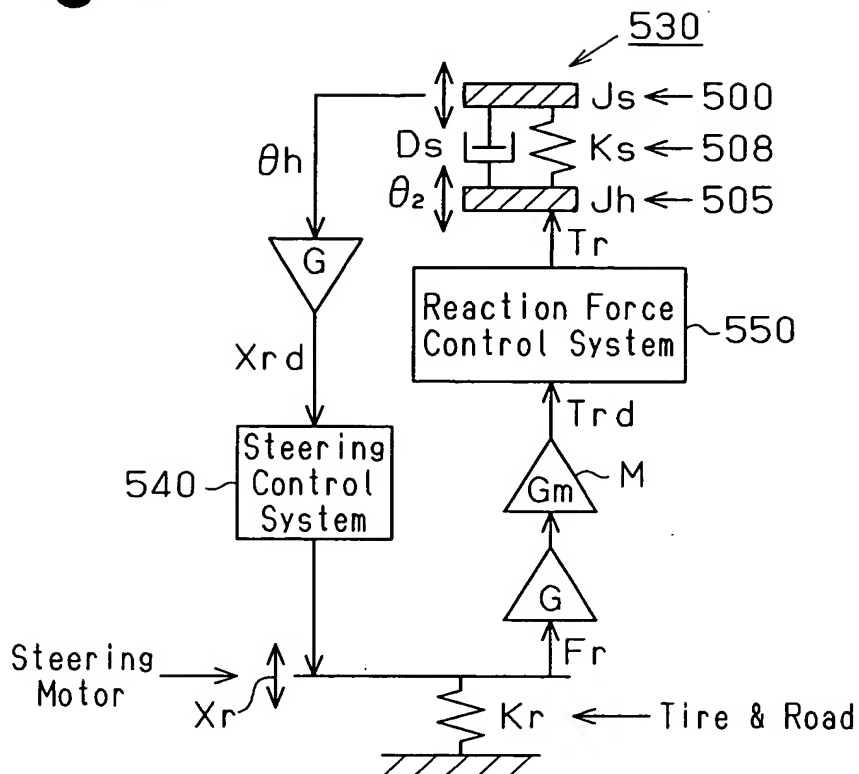 530
Js
500
Ds
Ks
508
θh
θ2
Jh
505
Tr
G
Reaction Force
Control System
550
Xrd
Trd
Steering
Control
System
540
Gm
M
G
Fr
Steering
Motor
Xr
Kr
Tire & Road